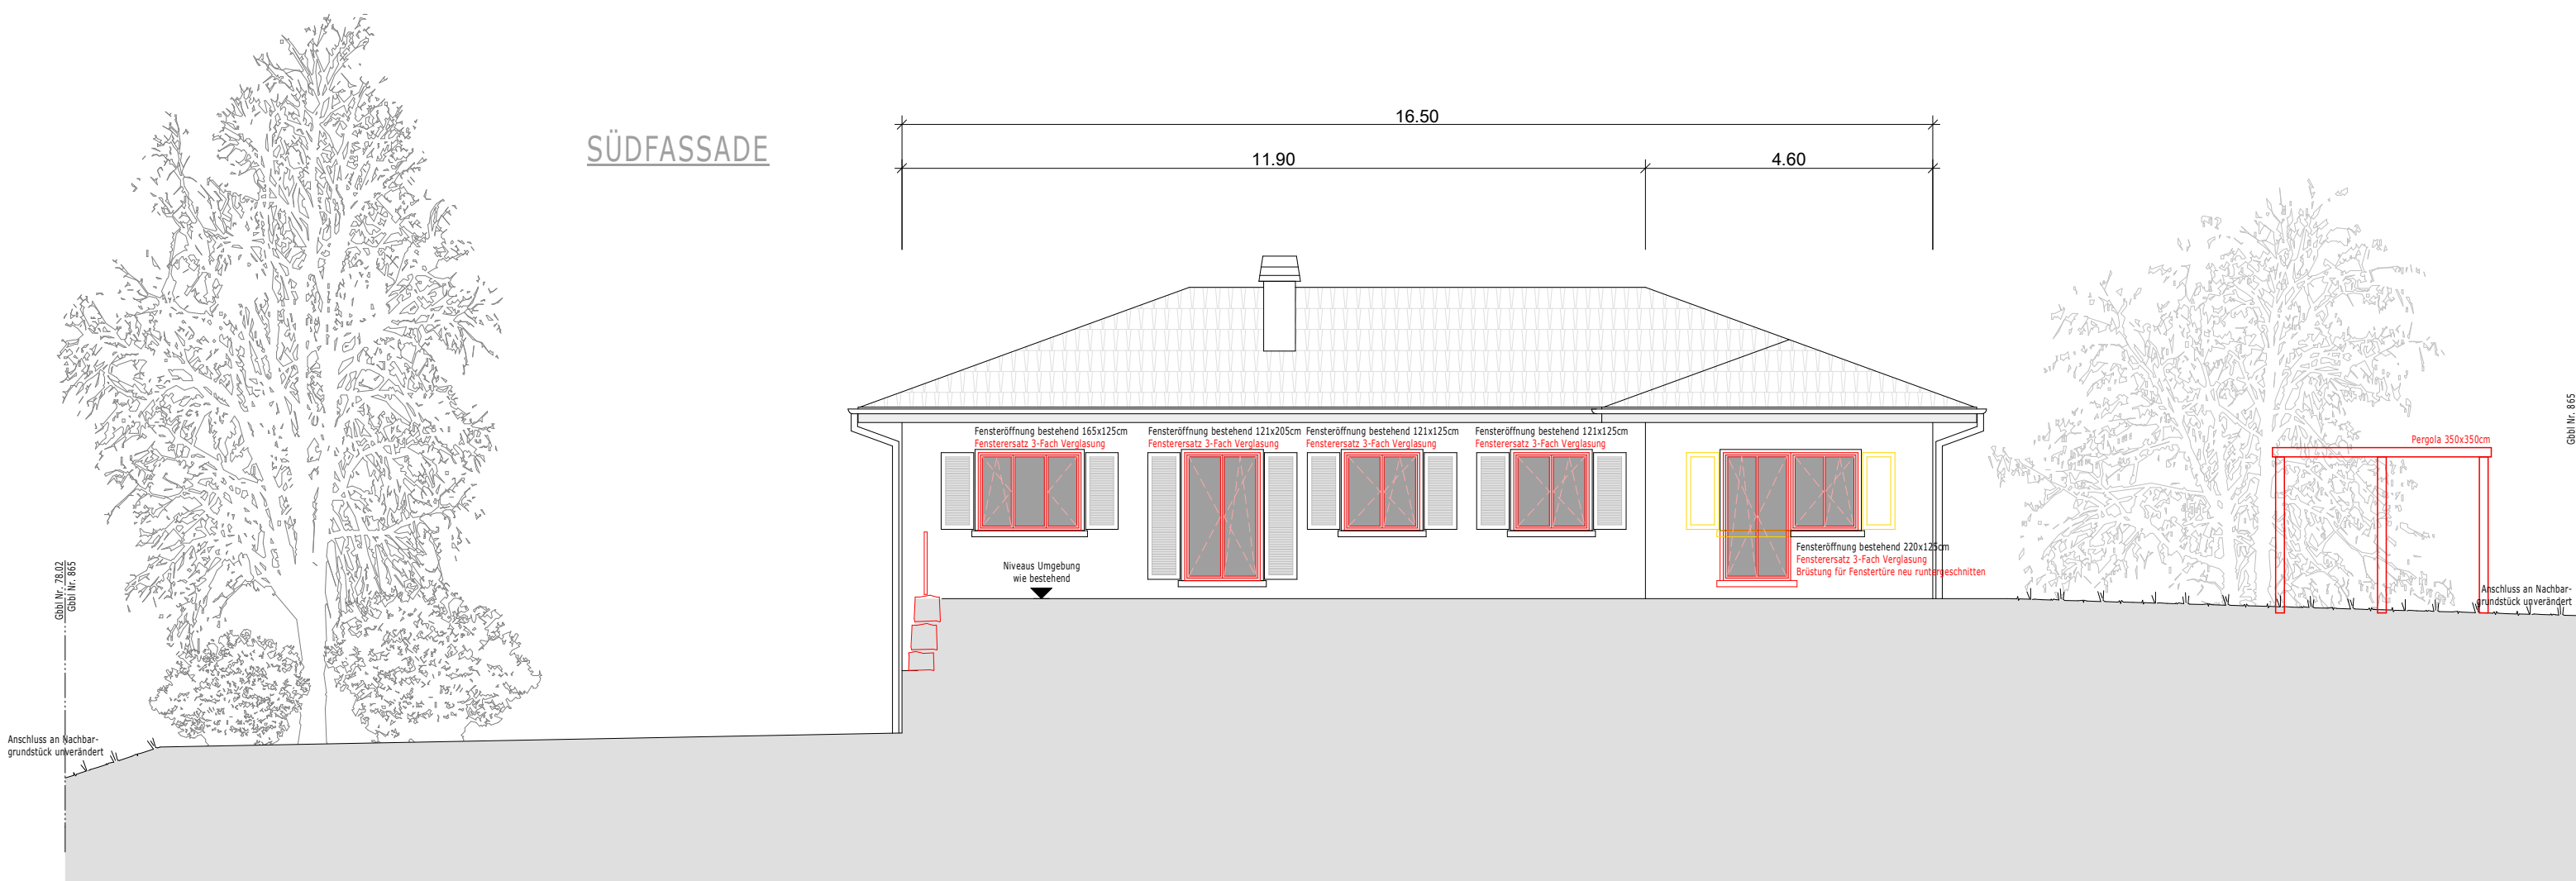 SÜDFASSADE
16.50
11.90
4.60
Fensteröffnung bestehend 165x125cm
Fensterersatz 3-Fach Verglasung
Fensteröffnung bestehend 121x205cm
Fensterersatz 3-Fach Verglasung
Fensteröffnung bestehend 121x125cm
Fensterersatz 3-Fach Verglasung
Fensteröffnung bestehend 121x125cm
Fensterersatz 3-Fach Verglasung
Pergola 350x350cm
Gbbl Nr. 865
Fensteröffnung bestehend 220x125cm
Fensterersatz 3-Fach Verglasung
Brüstung für Fenstertüre neu runtergeschnitten
Niveaus Umgebung
wie bestehend
Gbbl Nr. 78.02
Gbbl Nr. 865
Anschluss an Nachbar-
grundstück unverändert
Anschluss an Nachbar-
grundstück unverändert